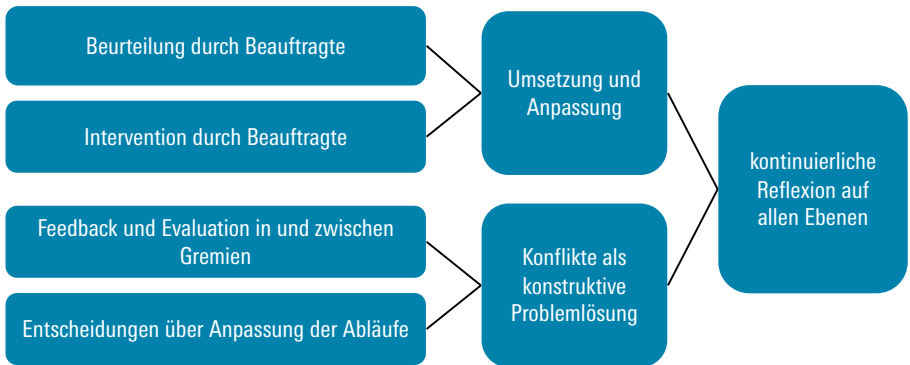 Beurteilung durch Beauftragte
Intervention durch Beauftragte
Umsetzung und
Anpassung
Feedback und Evaluation in und zwischen
Gremien
Entscheidungen über Anpassung der Abläufe
Konflikte als
konstruktive
Problemlösung
kontinuierliche
Reflexion auf
allen Ebenen